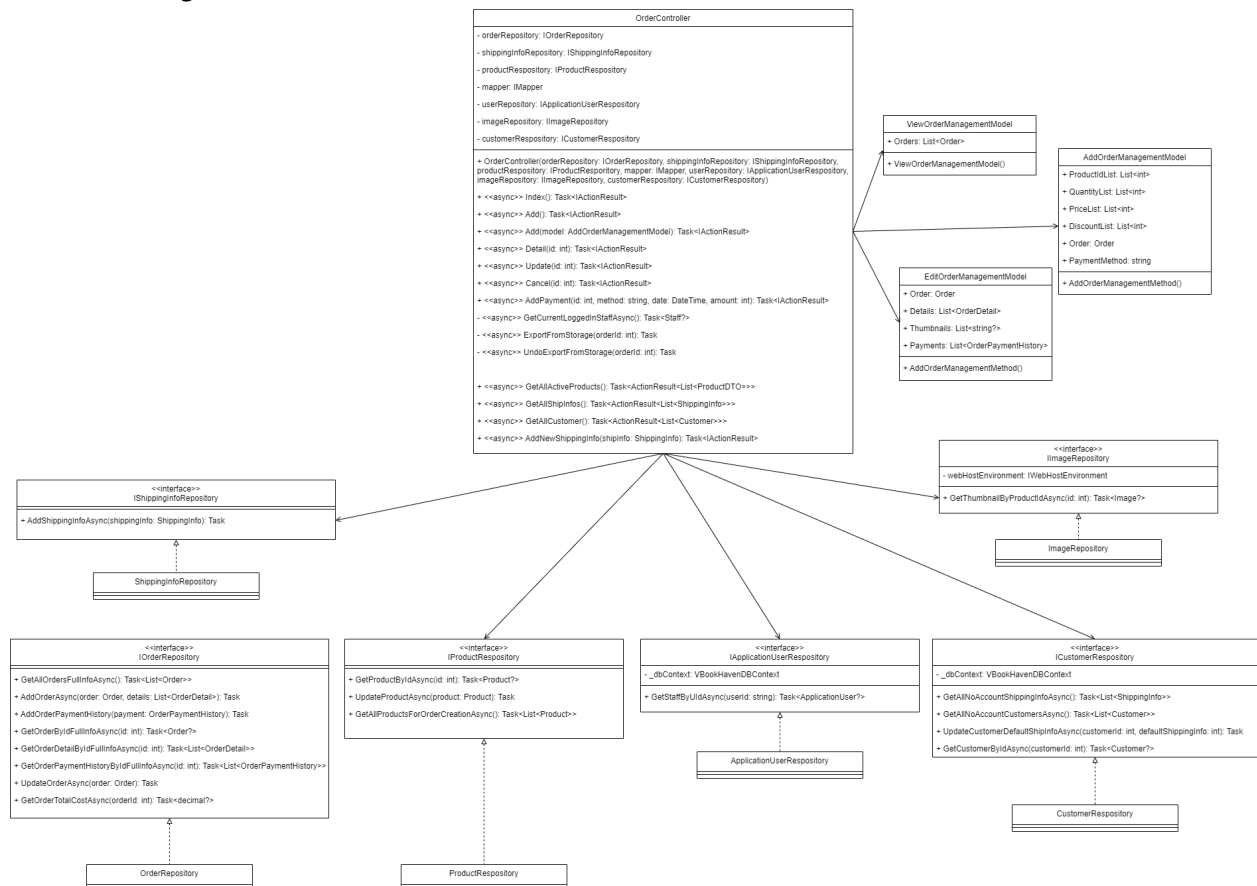 OrderController
- orderRepository: IOrderRepository
- shippingInfoRepository: IShippingInfoRepository
- productRespository: IProductRespository
- mapper: IMapper
- userRepository: IApplicationUserRespository
- imageRepository: IImageRepository
- customerRespository: ICustomerRespository
+ OrderController(orderRepository: IOrderRepository, shippingInfoRepository: IShippingInfoRepository,
productRespository: IProductResporitory, mapper: IMapper, userRepository: IApplicationUserRespository,
imageRepository: IImageRepository, customerRespository: ICustomerRespository)
+ <<async>> Index(): Task<IActionResult>
+ <<async>> Add(): Task<IActionResult>
+ <<async>> Add(model: AddOrderManagementModel): Task<IActionResult>
+ <<async>> Detail(id: int): Task<IActionResult>
+ <<async>> Update(id: int): Task<IActionResult>
+ <<async>> Cancel(id: int): Task<IActionResult>
+ <<async>> AddPayment(id: int, method: string, date: DateTime, amount: int): Task<IActionResult>
- <<async>> GetCurrentLoggedInStaffAsync(): Task<Staff?>
- <<async>> ExportFromStorage(orderId: int): Task
- <<async>> UndoExportFromStorage(orderId: int): Task
+ <<async>> GetAllActiveProducts(): Task<ActionResult<List<ProductDTO>>>
+ <<async>> GetAllShipInfos(): Task<ActionResult<List<ShippingInfo>>>
+ <<async>> GetAllCustomer(): Task<ActionResult<List<Customer>>>
+ <<async>> AddNewShippingInfo(shipInfo: ShippingInfo): Task<IActionResult>
ViewOrderManagementModel
+ Orders: List<Order>
+ ViewOrderManagementModel()
AddOrderManagementModel
+ ProductIdList: List<int>
+ QuantityList: List<int>
+ PriceList: List<int>
+ DiscountList: List<int>
+ Order: Order
+ PaymentMethod: string
+ AddOrderManagementMethod()
EditOrderManagementModel
+ Order: Order
+ Details: List<OrderDetail>
+ Thumbnails: List<string?>
+ Payments: List<OrderPaymentHistory>
+ AddOrderManagementMethod()
<<interface>>
IImageRepository
- webHostEnvironment: IWebHostEnvironment
+ GetThumbnailByProductIdAsync(id: int): Task<Image?>
ImageRepository
<<interface>>
IShippingInfoRepository
+ AddShippingInfoAsync(shippingInfo: ShippingInfo): Task
ShippingInfoRepository
<<interface>>
IOrderRepository
+ GetAllOrdersFullInfoAsync(): Task<List<Order>>
+ AddOrderAsync(order: Order, details: List<OrderDetail>): Task
+ AddOrderPaymentHistory(payment: OrderPaymentHistory): Task
+ GetOrderByIdFullInfoAsync(id: int): Task<Order?>
+ GetOrderDetailByIdFullInfoAsync(id: int): Task<List<OrderDetail>>
+ GetOrderPaymentHistoryByIdFullInfoAsync(id: int): Task<List<OrderPaymentHistory>>
+ UpdateOrderAsync(order: Order): Task
+ GetOrderTotalCostAsync(orderId: int): Task<decimal?>
OrderRepository
<<interface>>
IProductRespository
+ GetProductByIdAsync(id: int): Task<Product?>
+ UpdateProductAsync(product: Product): Task
+ GetAllProductsForOrderCreationAsync(): Task<List<Product>>
ProductRespository
<<interface>>
IApplicationUserRespository
- _dbContext: VBookHavenDBContext
+ GetStaffByUIdAsync(userId: string): Task<ApplicationUser?>
ApplicationUserRespository
<<interface>>
ICustomerRespository
- _dbContext: VBookHavenDBContext
+ GetAllNoAccountShippingInfoAsync(): Task<List<ShippingInfo>>
+ GetAllNoAccountCustomersAsync(): Task<List<Customer>>
+ UpdateCustomerDefaultShipInfoAsync(customerId: int, defaultShippingInfo: int): Task
+ GetCustomerByIdAsync(customerId: int): Task<Customer?>
CustomerRespository